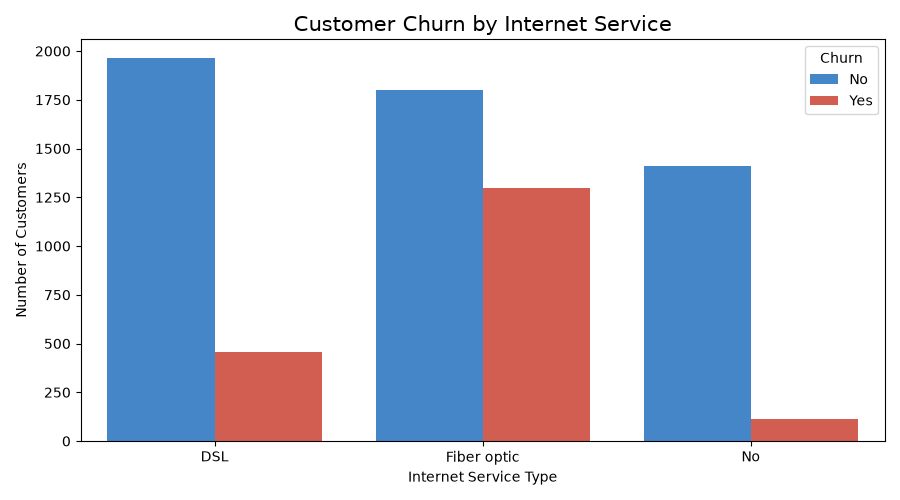 Customer Churn by Internet Service
Number of Customers
2000
1750
1500
1250
1000
750
500
250
0
Churn
No
Yes
DSL
Fiber optic
No
Internet Service Type